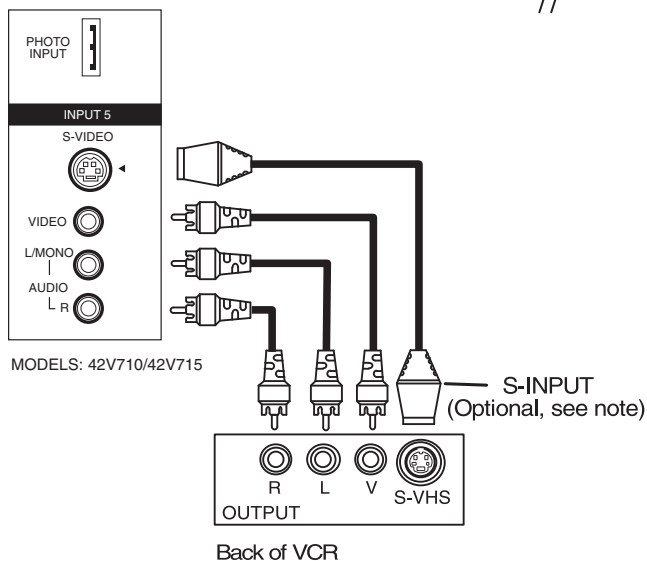 PHOTO
INPUT
INPUT 5
S-VIDEO
VIDEO
L/MONO
AUDIO
R
MODELS: 42V710/42V715
S-INPUT
(Optional, see note)
R L V S-VHS
OUTPUT
Back of VCR